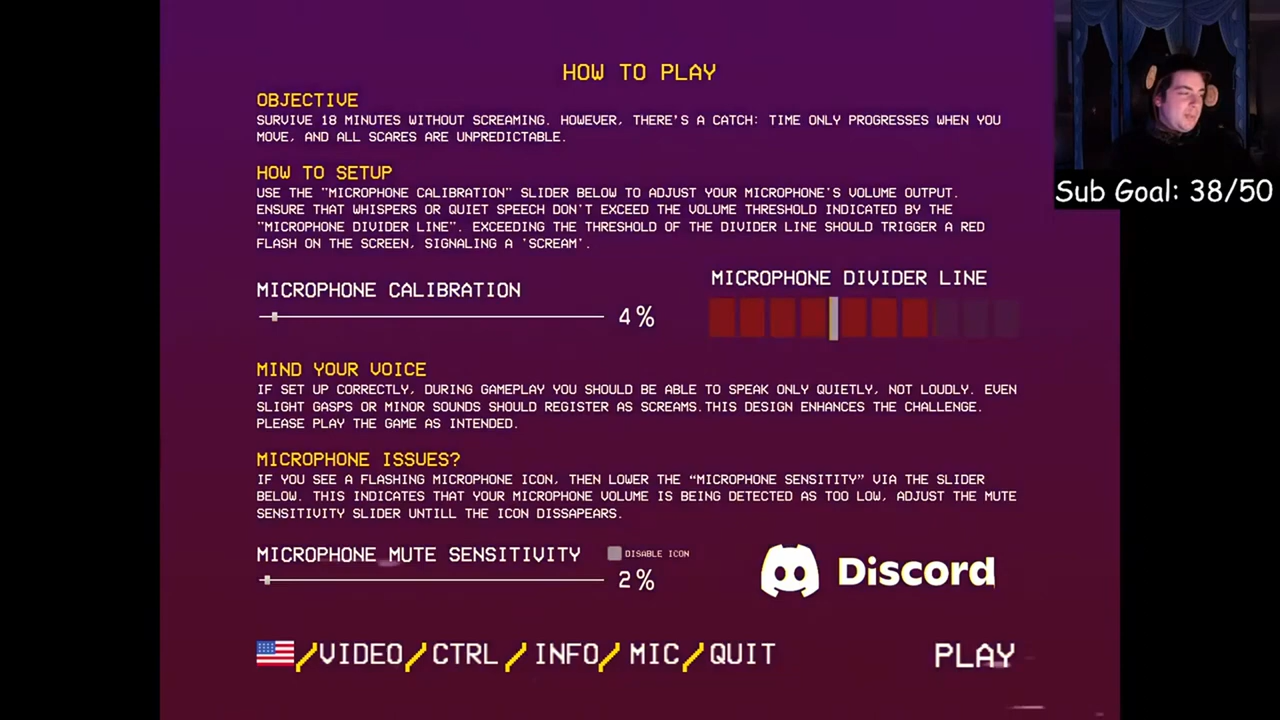 HOW TO PLAY
OBJECTIVE
SURVIVE 18 MINUTES WITHOUT SCREAMING. HOWEVER, THERE'S A CATCH: TIME ONLY PROGRESSES WHEN YOU
MOVE, AND ALL SCARES ARE UNPREDICTABLE.
Sub Goal: 38/50
HOW TO SETUP
USE THE "MICROPHONE CALIBRATION" SLIDER BELOW TO ADJUST YOUR MICROPHONE'S VOLUME OUTPUT.
ENSURE THAT WHISPERS OR QUIET SPEECH DON'T EXCEED THE VOLUME THRESHOLD INDICATED BY THE
"MICROPHONE DIVIDER LINE". EXCEEDING THE THRESHOLD OF THE DIVIDER LINE SHOULD TRIGGER A RED
FLASH ON THE SCREEN, SIGNALING A 'SCREAM'.
MICROPHONE CALIBRATION
4%
MICROPHONE DIVIDER LINE
MIND YOUR VOICE
IF SET UP CORRECTLY, DURING GAMEPLAY YOU SHOULD BE ABLE TO SPEAK ONLY QUIETLY, NOT LOUDLY. EVEN
SLIGHT GASPS OR MINOR SOUNDS SHOULD REGISTER AS SCREAMS.THIS DESIGN ENHANCES THE CHALLENGE.
PLEASE PLAY THE GAME AS INTENDED.
MICROPHONE ISSUES?
IF YOU SEE A FLASHING MICROPHONE ICON, THEN LOWER THE “MICROPHONE SENSITITY” VIA THE SLIDER
BELOW. THIS INDICATES THAT YOUR MICROPHONE VOLUME IS BEING DETECTED AS TOO LOW, ADJUST THE MUTE
SENSITIVITY SLIDER UNTILL THE ICON DISSAPEARS.
MICROPHONE MUTE SENSITIVITY
DISABLE ICON
2%
Discord
/VIDEO/CTRL/INFO/MIC/QUIT
PLAY